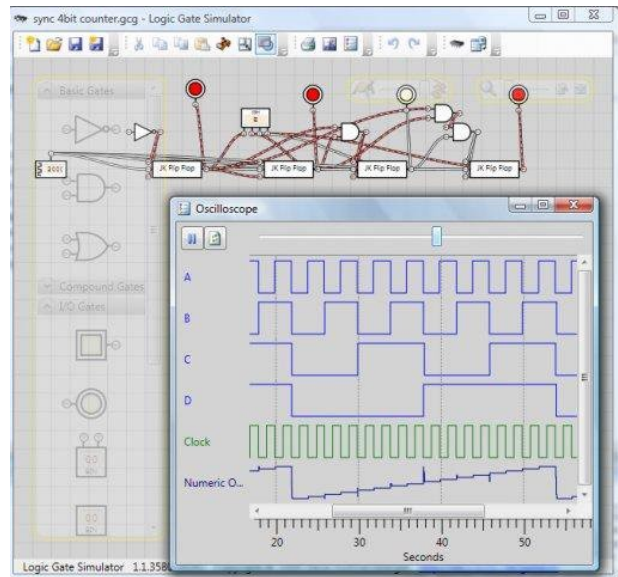 sync 4bit counter.gcg - Logic Gate Simulator
Basic Gates
JK Flip Flop
JK Flip Flop
JK Flip Flop
JK Flip Flop
Oscilloscope
A
B
Compound Gates
I/O Gates
C
D
Clock
Numeric O...
20
30
40
50
Seconds
Logic Gate Simulator